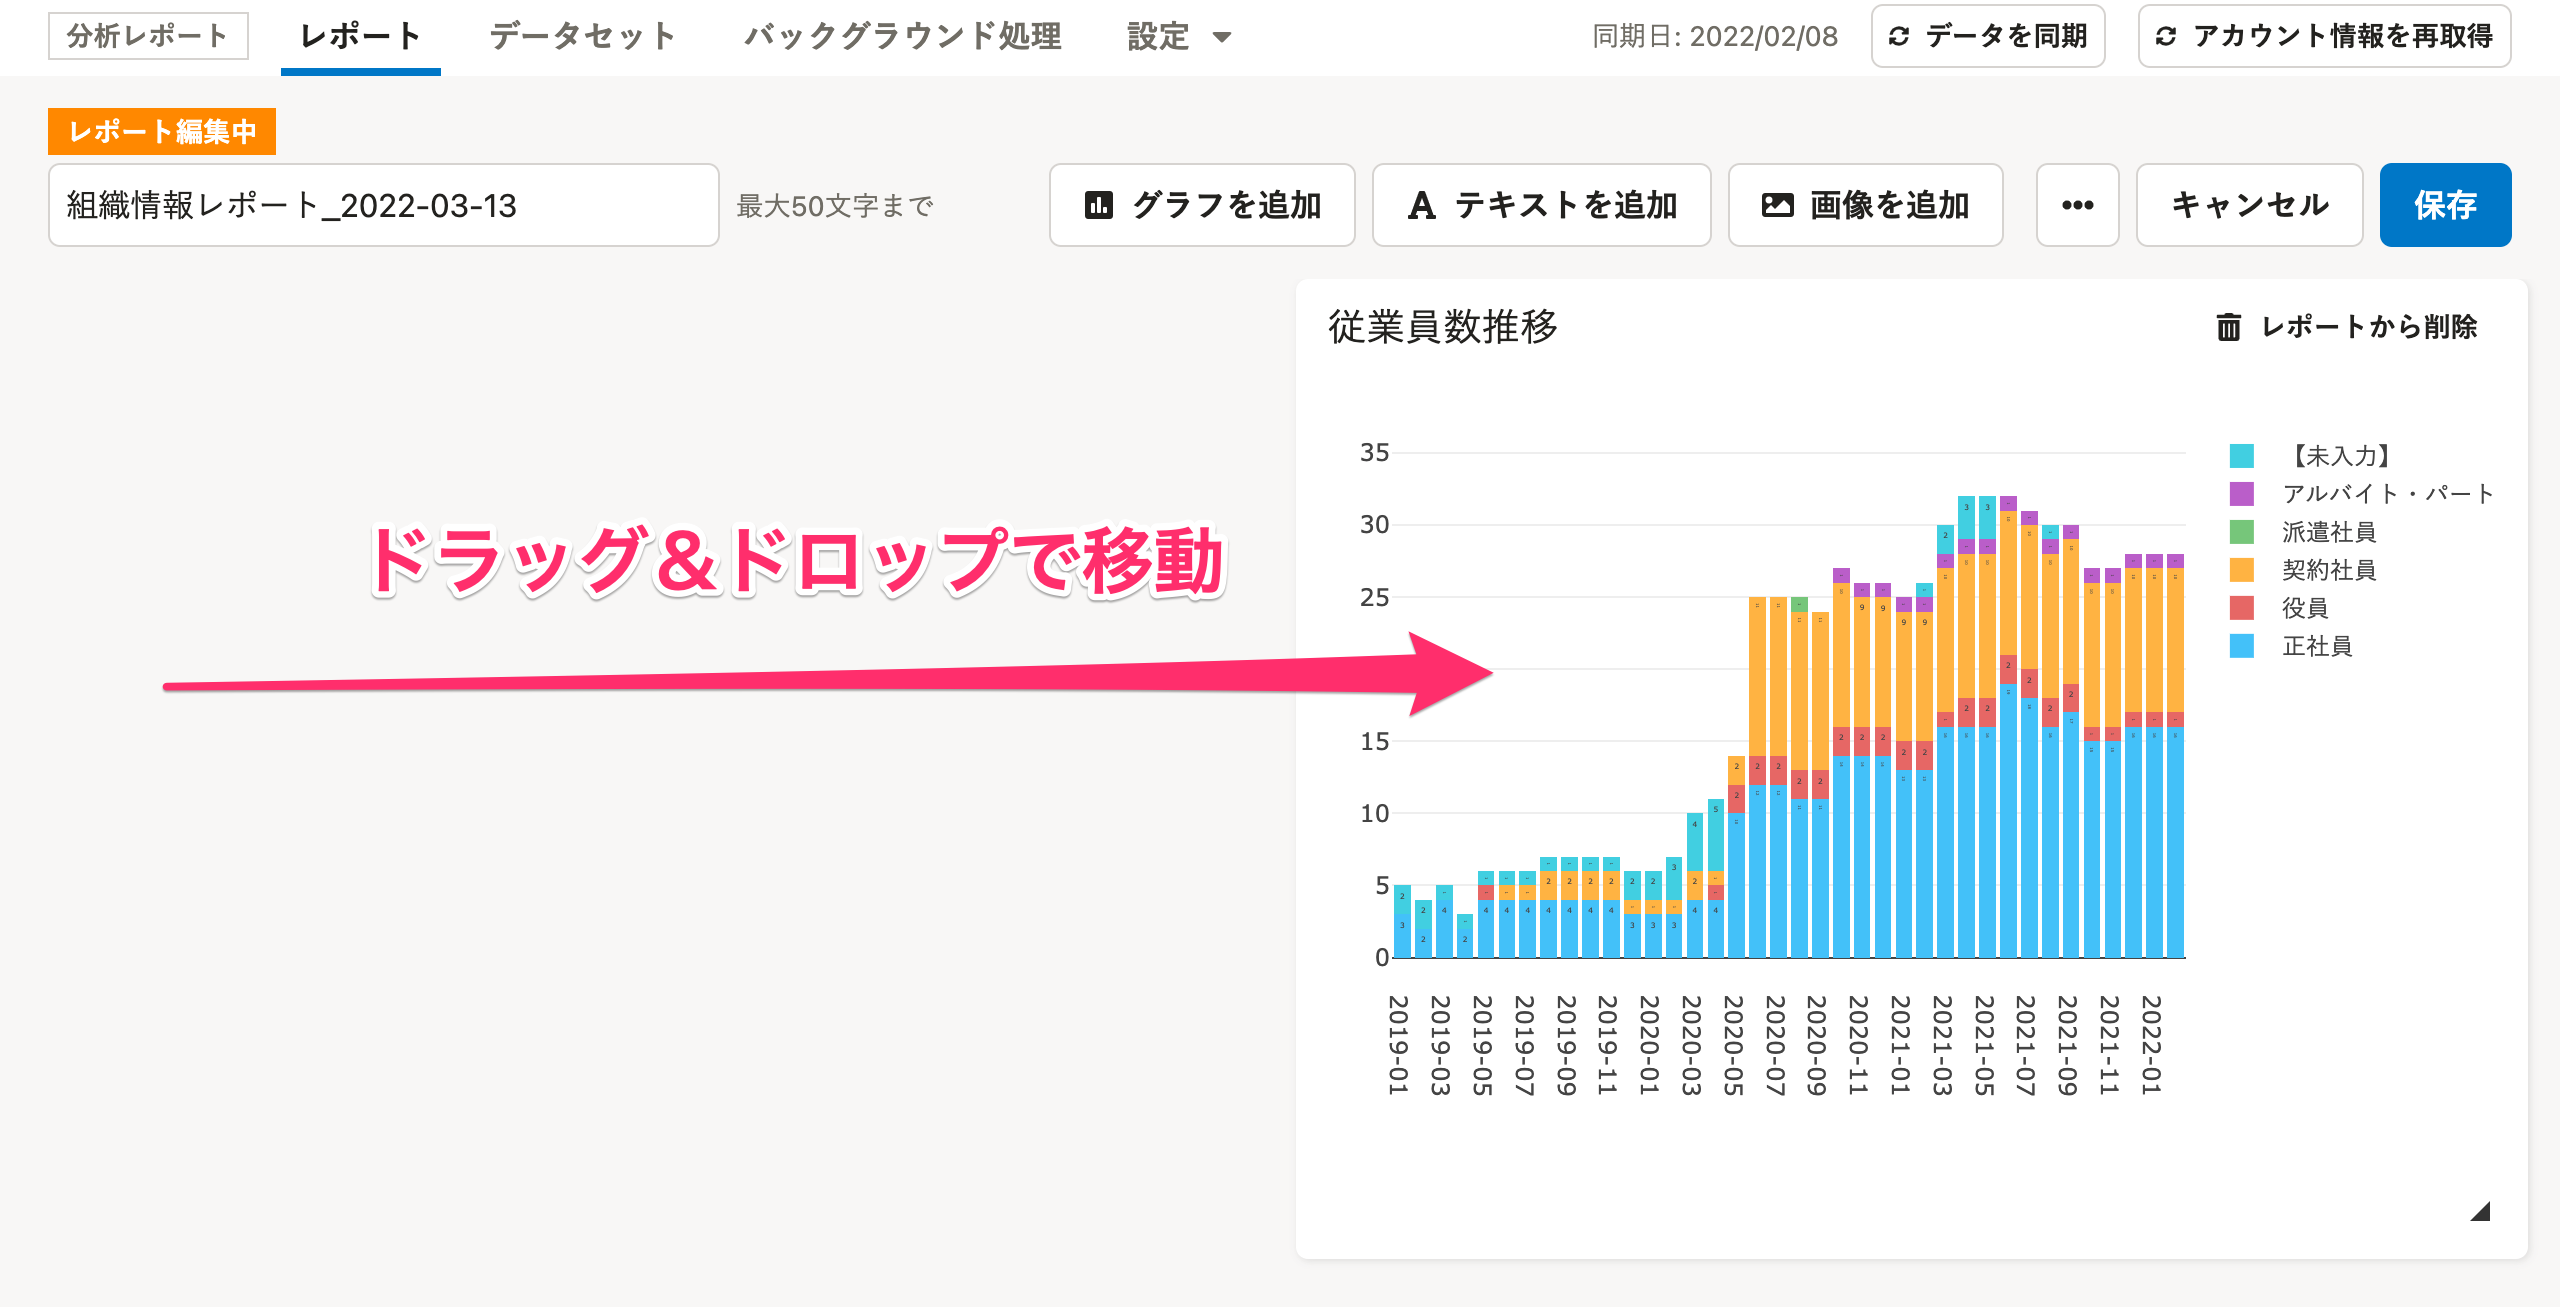 分析レポート
レポート
データセット
バックグラウンド処理
設定
同期日: 2022/02/08
データを同期
アカウント情報を再取得
レポート編集中
組織情報レポート_2022-03-13
最大50文字まで
グラフを追加
テキストを追加
画像を追加
キャンセル
保存
従業員数推移
レポートから削除
ドラッグ&ドロップで移動
35
30
25
15
10
5
0
【未入力】
アルバイト・パート
派遣社員
契約社員
役員
正社員
2019-01
2019-03
2019-05
2019-07
2019-09
2019-11
2020-01
2020-03
2020-05
2020-07
2020-09
2020-11
2021-01
2021-03
2021-05
2021-07
2021-09
2021-11
2022-01